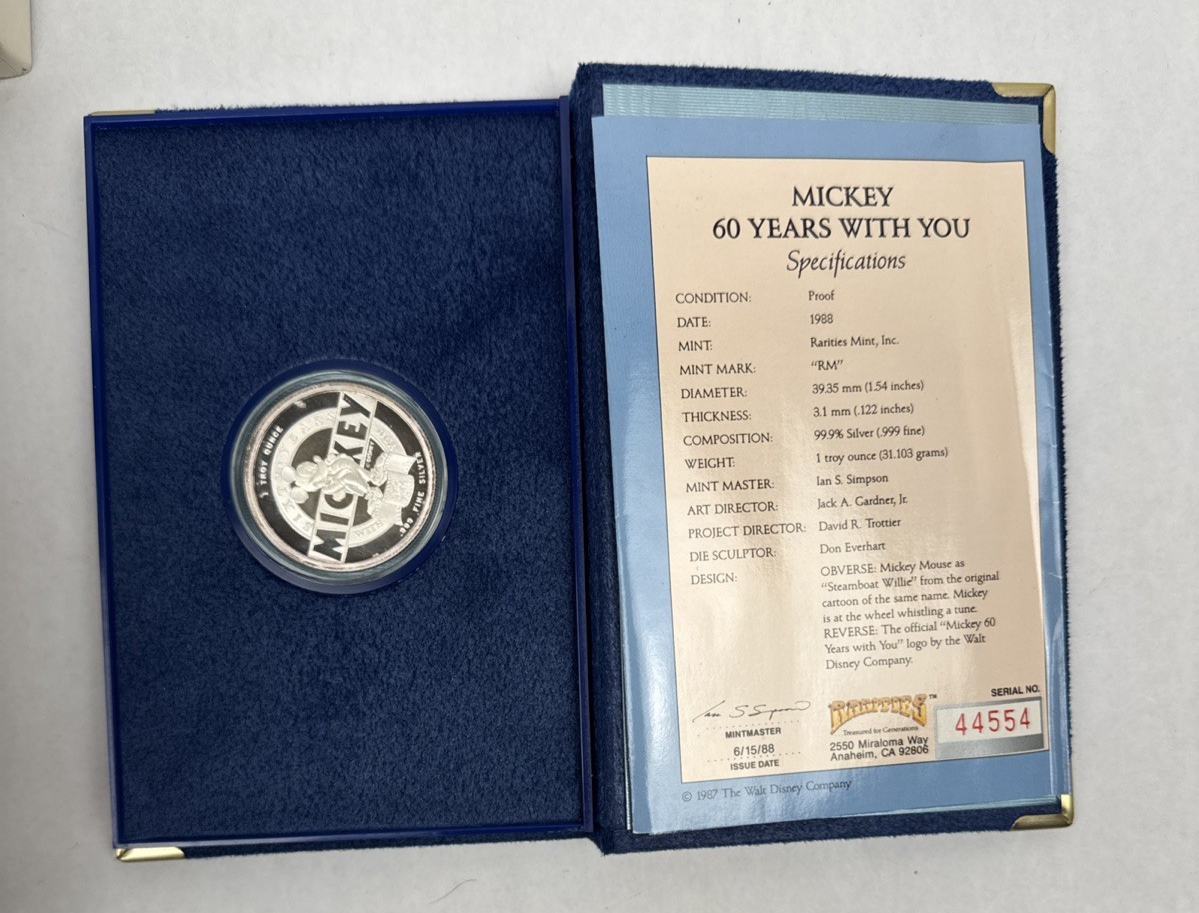 1 TROY OUNCE
MICKEY
.999 FINE SILVER
MICKEY
60 YEARS WITH YOU
Specifications
CONDITION: Proof
DATE: 1988
MINT: Rarities Mint, Inc.
MINT MARK: "RM"
DIAMETER: 39.35 mm (1.54 inches)
THICKNESS: 3.1 mm (.122 inches)
COMPOSITION: 99.9% Silver (.999 fine)
WEIGHT: 1 troy ounce (31.103 grams)
MINT MASTER: Ian S. Simpson
ART DIRECTOR: Jack A. Gardner, Jr.
PROJECT DIRECTOR: David R. Trottier
DIE SCULPTOR: Don Everhart
DESIGN: OBVERSE: Mickey Mouse as
"Steamboat Willie" from the original
cartoon of the same name. Mickey
is at the wheel whistling a tune.
REVERSE: The official "Mickey 60
Years with You" logo by the Walt
Disney Company.
Ian S Simpson
MINTMASTER
6/15/88
ISSUE DATE
RARITIES™
Treasured for Generations
2550 Miraloma Way
Anaheim, CA 92806
SERIAL NO.
44554
© 1987 The Walt Disney Company